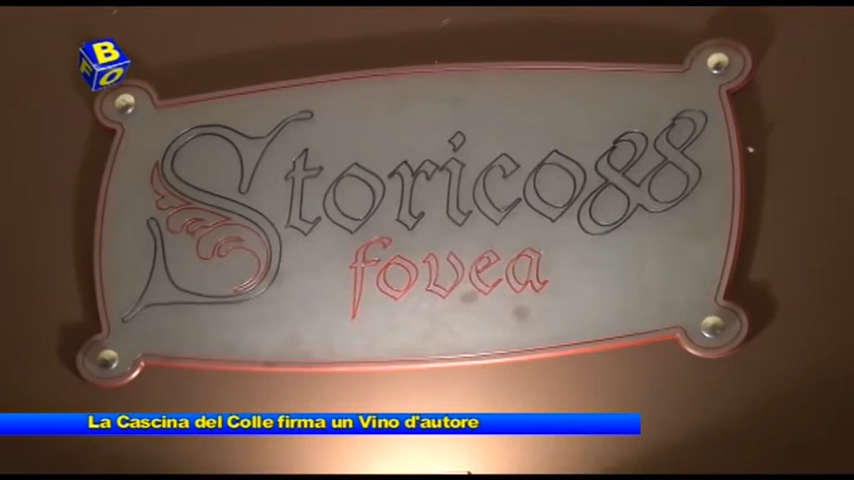 B
F O
Storico88
fovea
La Cascina del Colle firma un Vino d'autore